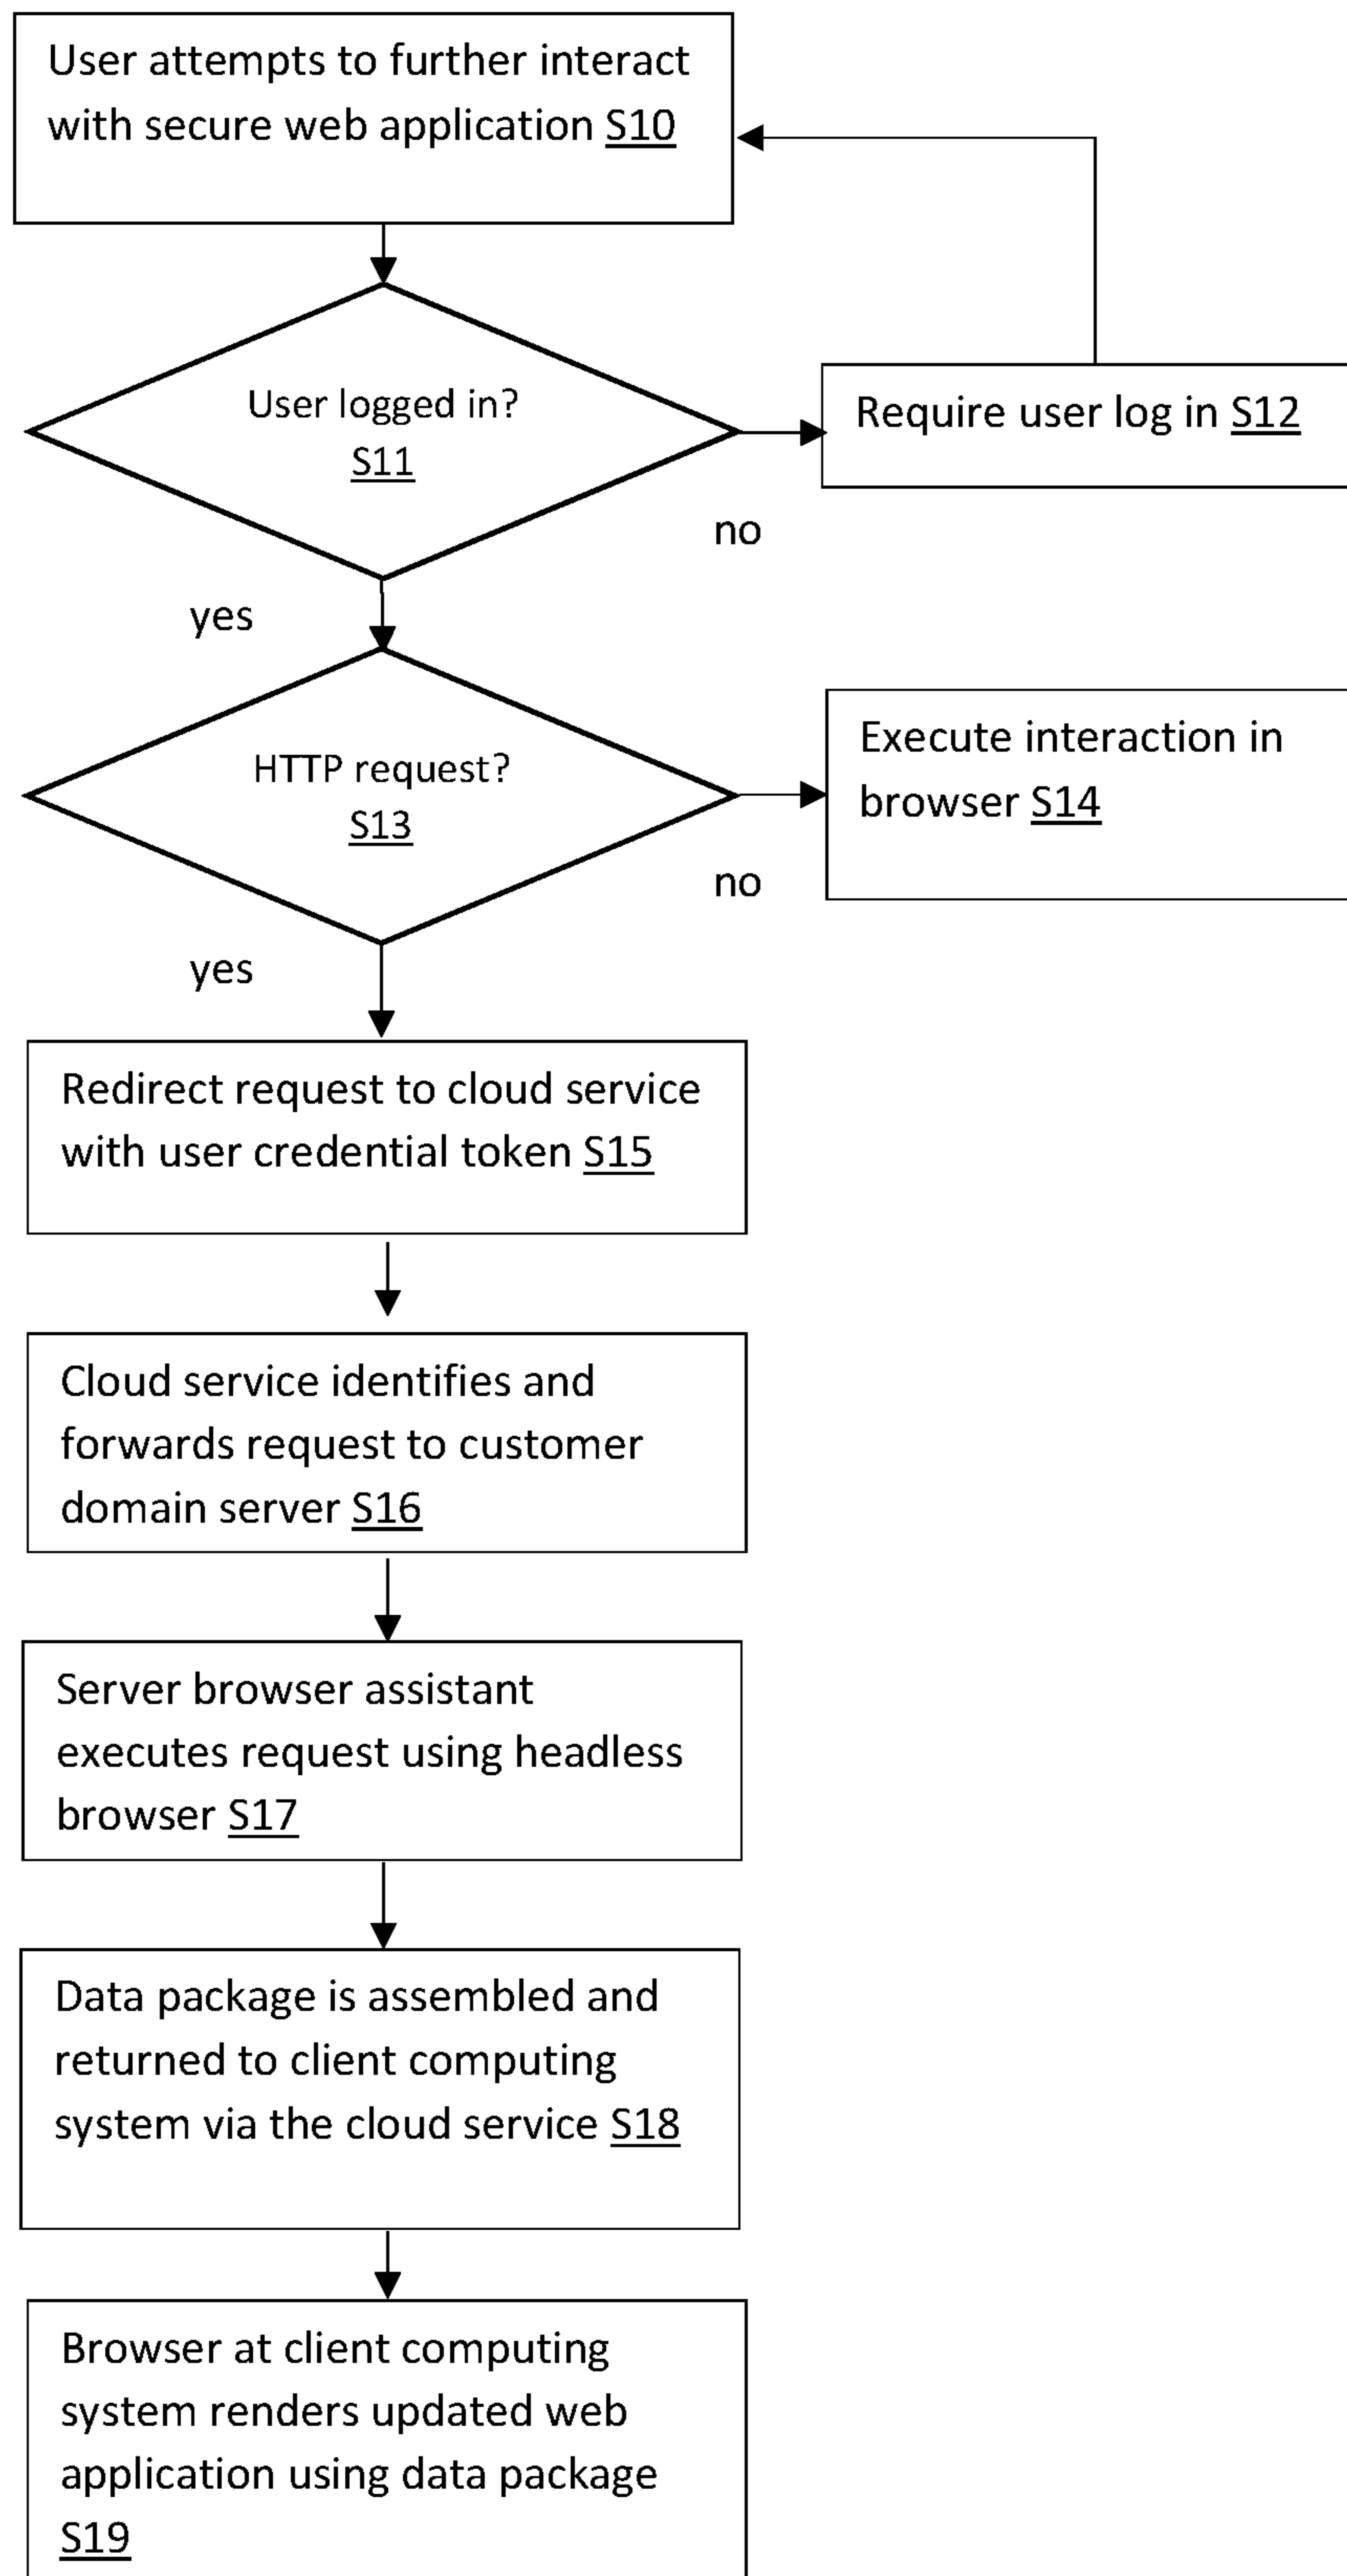 User attempts to further interact
with secure web application S10
User logged in?
S11
Require user log in S12
no
yes
HTTP request?
S13
Execute interaction in
browser S14
no
yes
Redirect request to cloud service
with user credential token S15
Cloud service identifies and
forwards request to customer
domain server S16
Server browser assistant
executes request using headless
browser S17
Data package is assembled and
returned to client computing
system via the cloud service S18
Browser at client computing
system renders updated web
application using data package
S19